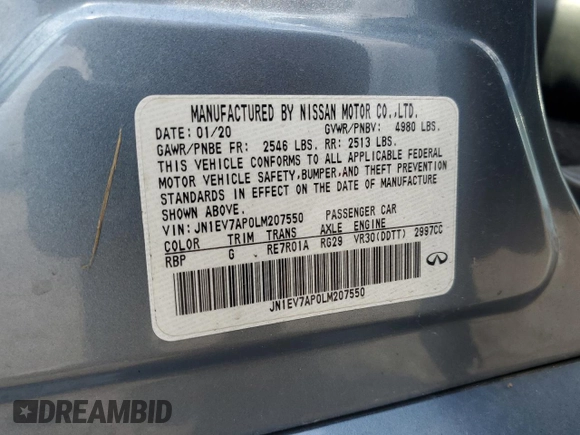 MANUFACTURED BY NISSAN MOTOR CO.,LTD.
DATE: 01/20 GVWR/PNBV: 4980 LBS.
GAWR/PNBE FR: 2546 LBS. RR: 2513 LBS.
THIS VEHICLE CONFORMS TO ALL APPLICABLE FEDERAL
MOTOR VEHICLE SAFETY, BUMPER, AND THEFT PREVENTION
STANDARDS IN EFFECT ON THE DATE OF MANUFACTURE
SHOWN ABOVE.
VIN: JN1EV7AP0LM207550 PASSENGER CAR
COLOR TRIM TRANS AXLE ENGINE
RBP G RE7R01A RG29 VR30(DDTT) 2997CC
JN1EV7AP0LM207550
DREAMBID